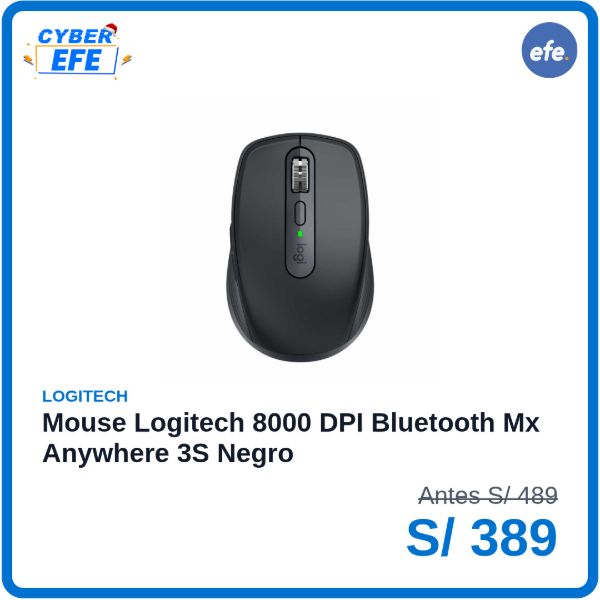 CYBER
EFE
efe.
logi
LOGITECH
Mouse Logitech 8000 DPI Bluetooth Mx
Anywhere 3S Negro
Antes S/ 489
S/ 389